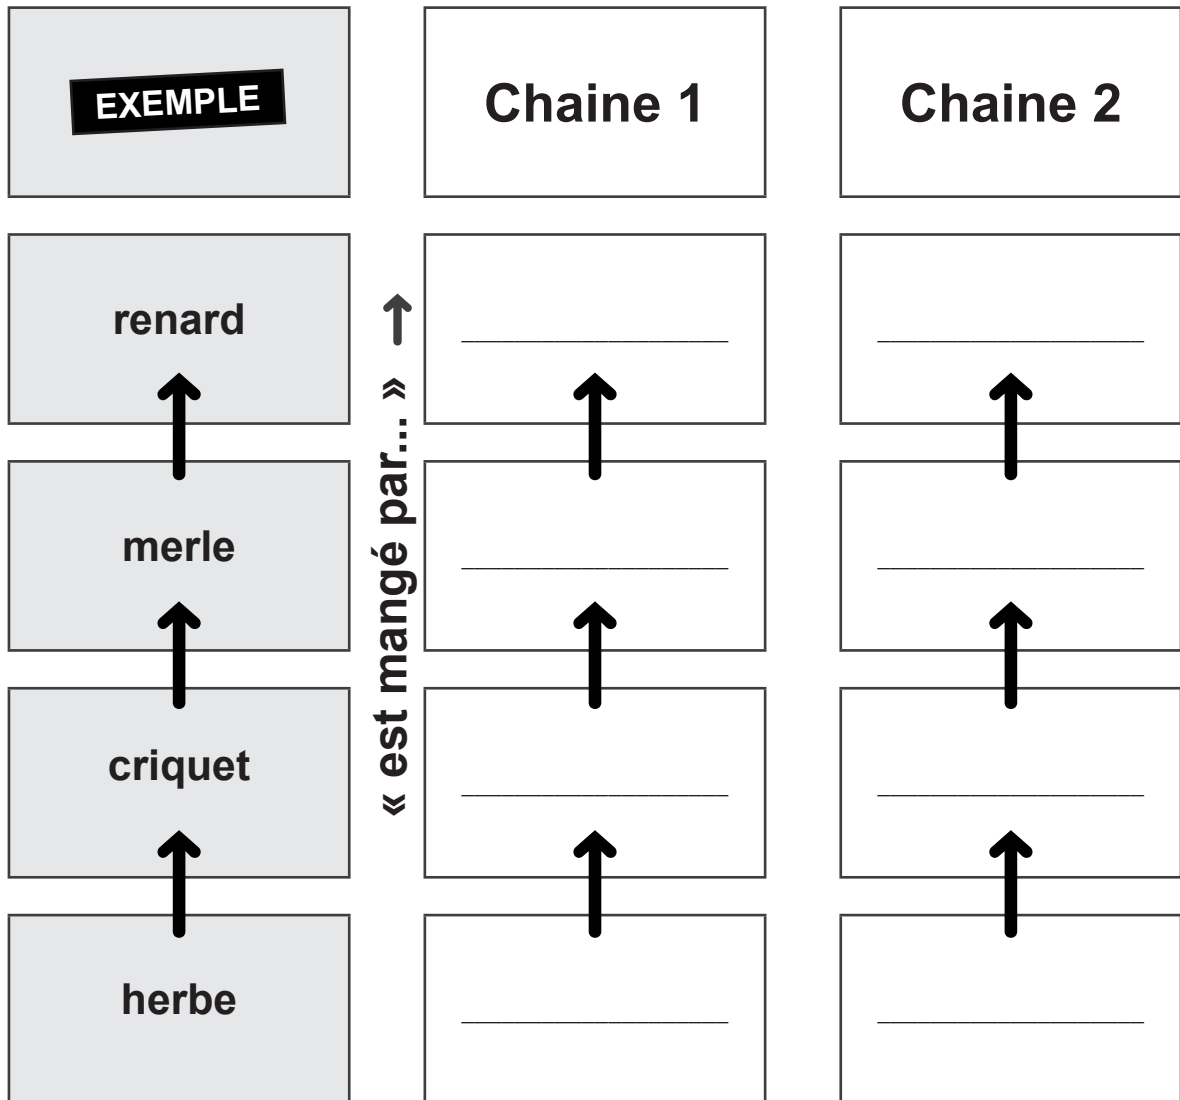 EXEMPLE
Chaine 1
Chaine 2
renard
merle
criquet
herbe
« est mangé par... »